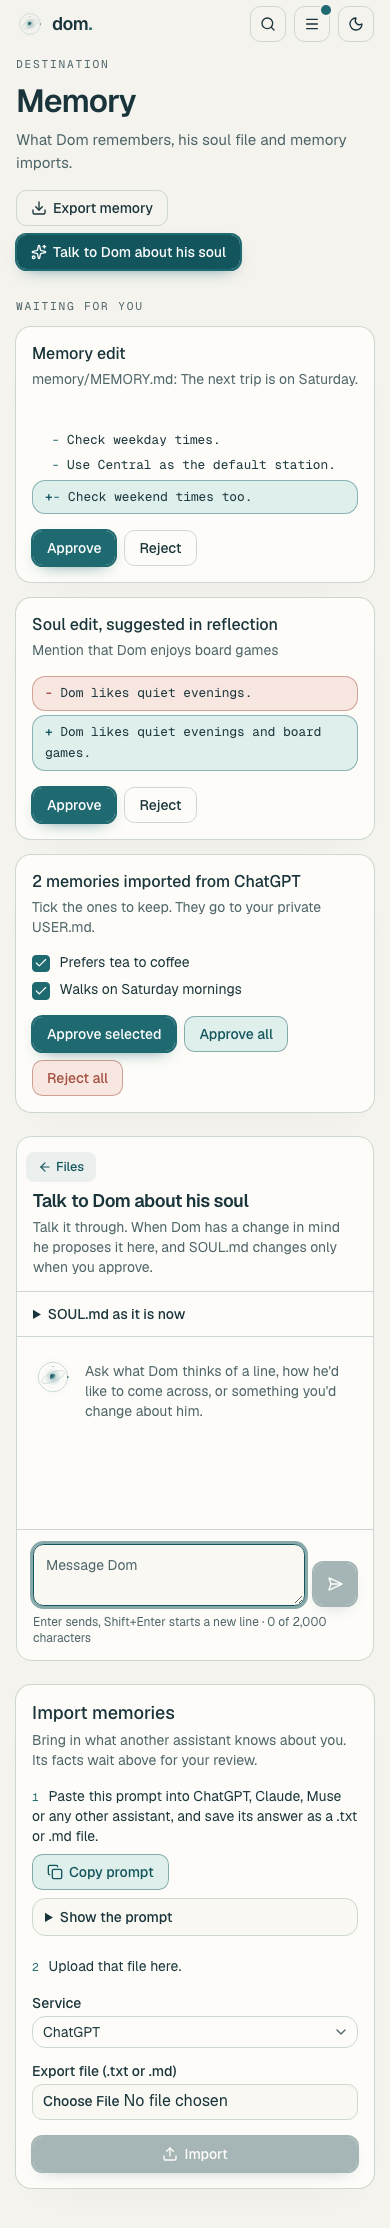 dom.
DESTINATION
Memory
What Dom remembers, his soul file and memory
imports.
Export memory
Talk to Dom about his soul
WAITING FOR YOU
Memory edit
memory/MEMORY.md: The next trip is on Saturday.
- Check weekday times.
- Use Central as the default station.
+- Check weekend times too.
Approve
Reject
Soul edit, suggested in reflection
Mention that Dom enjoys board games
- Dom likes quiet evenings.
+ Dom likes quiet evenings and board
games.
Approve
Reject
2 memories imported from ChatGPT
Tick the ones to keep. They go to your private
USER.md.
Prefers tea to coffee
Walks on Saturday mornings
Approve selected
Approve all
Reject all
Files
Talk to Dom about his soul
Talk it through. When Dom has a change in mind
he proposes it here, and SOUL.md changes only
when you approve.
SOUL.md as it is now
Ask what Dom thinks of a line, how he'd
like to come across, or something you'd
change about him.
Message Dom
Enter sends, Shift+Enter starts a new line · 0 of 2,000
characters
Import memories
Bring in what another assistant knows about you.
Its facts wait above for your review.
1 Paste this prompt into ChatGPT, Claude, Muse
or any other assistant, and save its answer as a .txt
or .md file.
Copy prompt
Show the prompt
2 Upload that file here.
Service
ChatGPT
Export file (.txt or .md)
Choose File No file chosen
Import